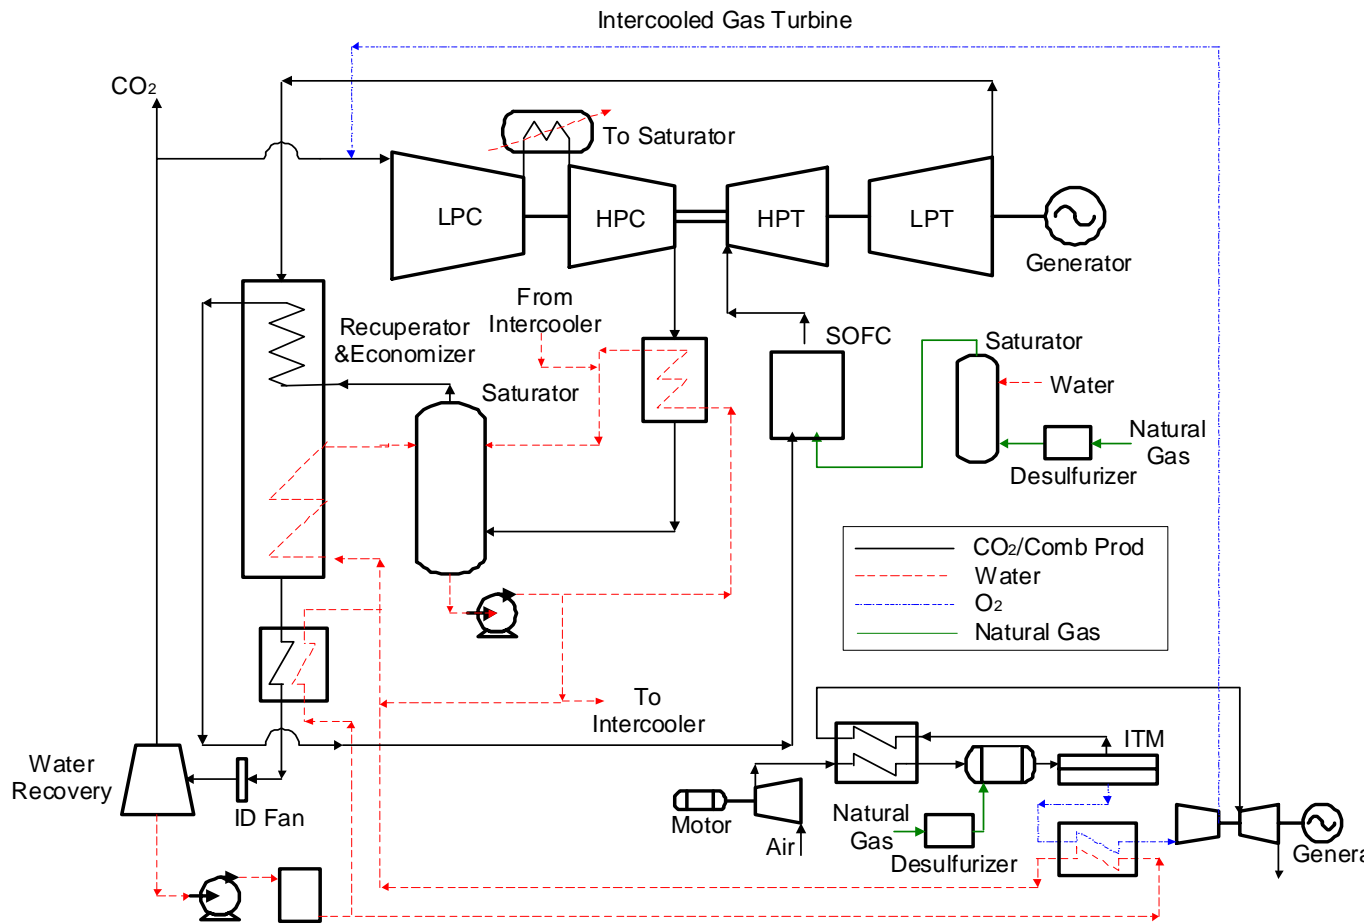 Intercooled Gas Turbine
CO₂
To Saturator
LPC
HPC
HPT
LPT
Generator
From
Intercooler
Recuperator
&Economizer
Saturator
SOFC
Saturator
Water
Natural
Gas
Desulfurizer
CO₂/Comb Prod
Water
O₂
Natural Gas
To
Intercooler
Water
Recovery
ID Fan
ITM
Motor
Air
Natural
Gas
Desulfurizer
Genera